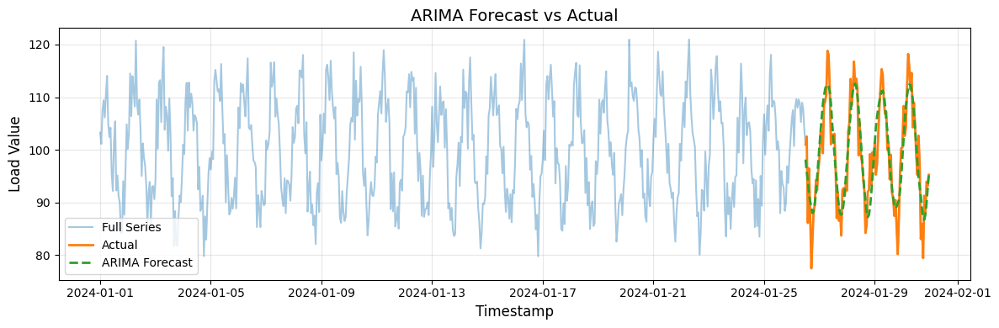 ARIMA Forecast vs Actual
120
110
100
90
80
Load Value
Full Series
Actual
ARIMA Forecast
2024-01-01
2024-01-05
2024-01-09
2024-01-13
2024-01-17
2024-01-21
2024-01-25
2024-01-29
2024-02-01
Timestamp